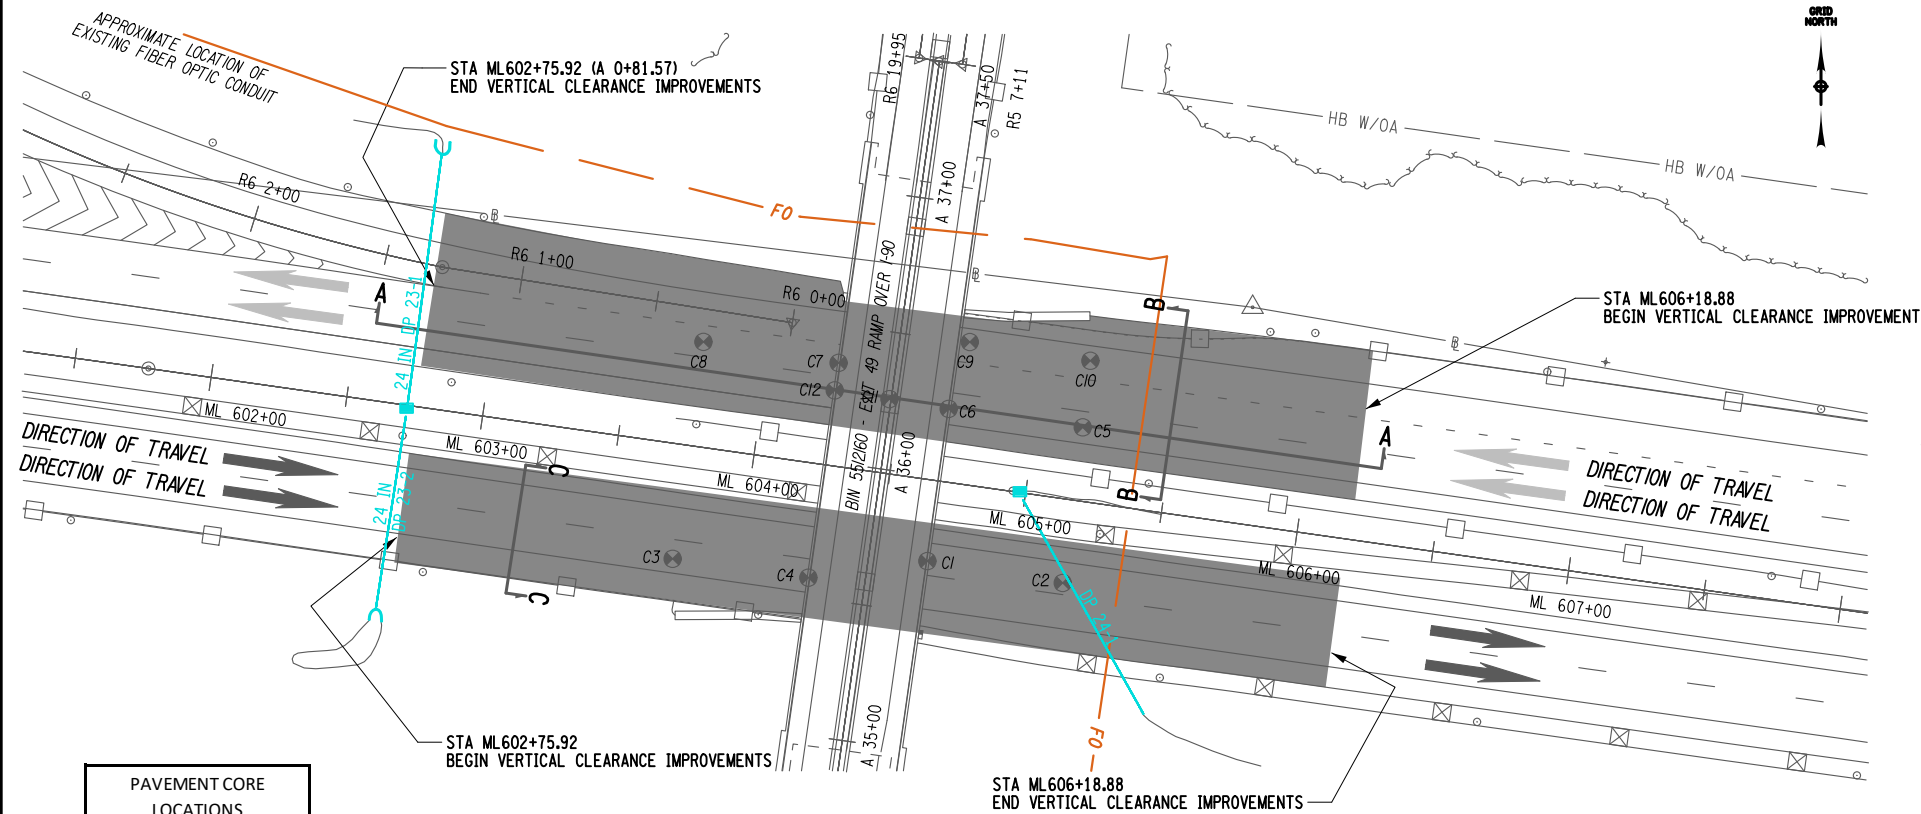 APPROXIMATE LOCATION OF
EXISTING FIBER OPTIC CONDUIT
STA ML602+75.92 (A 0+81.57)
END VERTICAL CLEARANCE IMPROVEMENTS
R6 19+95
A 37+50
R5 7+11
GRID
NORTH
HB W/OA
HB W/OA
R6 2+00
FO
A 37+00
R6 1+00
R6 0+00
A
B
STA ML606+18.88
BEGIN VERTICAL CLEARANCE IMPROVEMENT
24 IN DP 23-1
C8
C7
C9
C10
C12
C6
C5
A
BIN 5512160 - EXIT 49 RAMP OVER I-90
A 36+00
ML 602+00
ML 603+00
ML 604+00
ML 605+00
ML 606+00
ML 607+00
DIRECTION OF TRAVEL
DIRECTION OF TRAVEL
DIRECTION OF TRAVEL
DIRECTION OF TRAVEL
C
B
24 IN
DP 23-2
C3
C4
C1
C2
C
DP 24-1
A 35+00
FO
STA ML602+75.92
BEGIN VERTICAL CLEARANCE IMPROVEMENTS
STA ML606+18.88
END VERTICAL CLEARANCE IMPROVEMENTS
PAVEMENT CORE
LOCATIONS